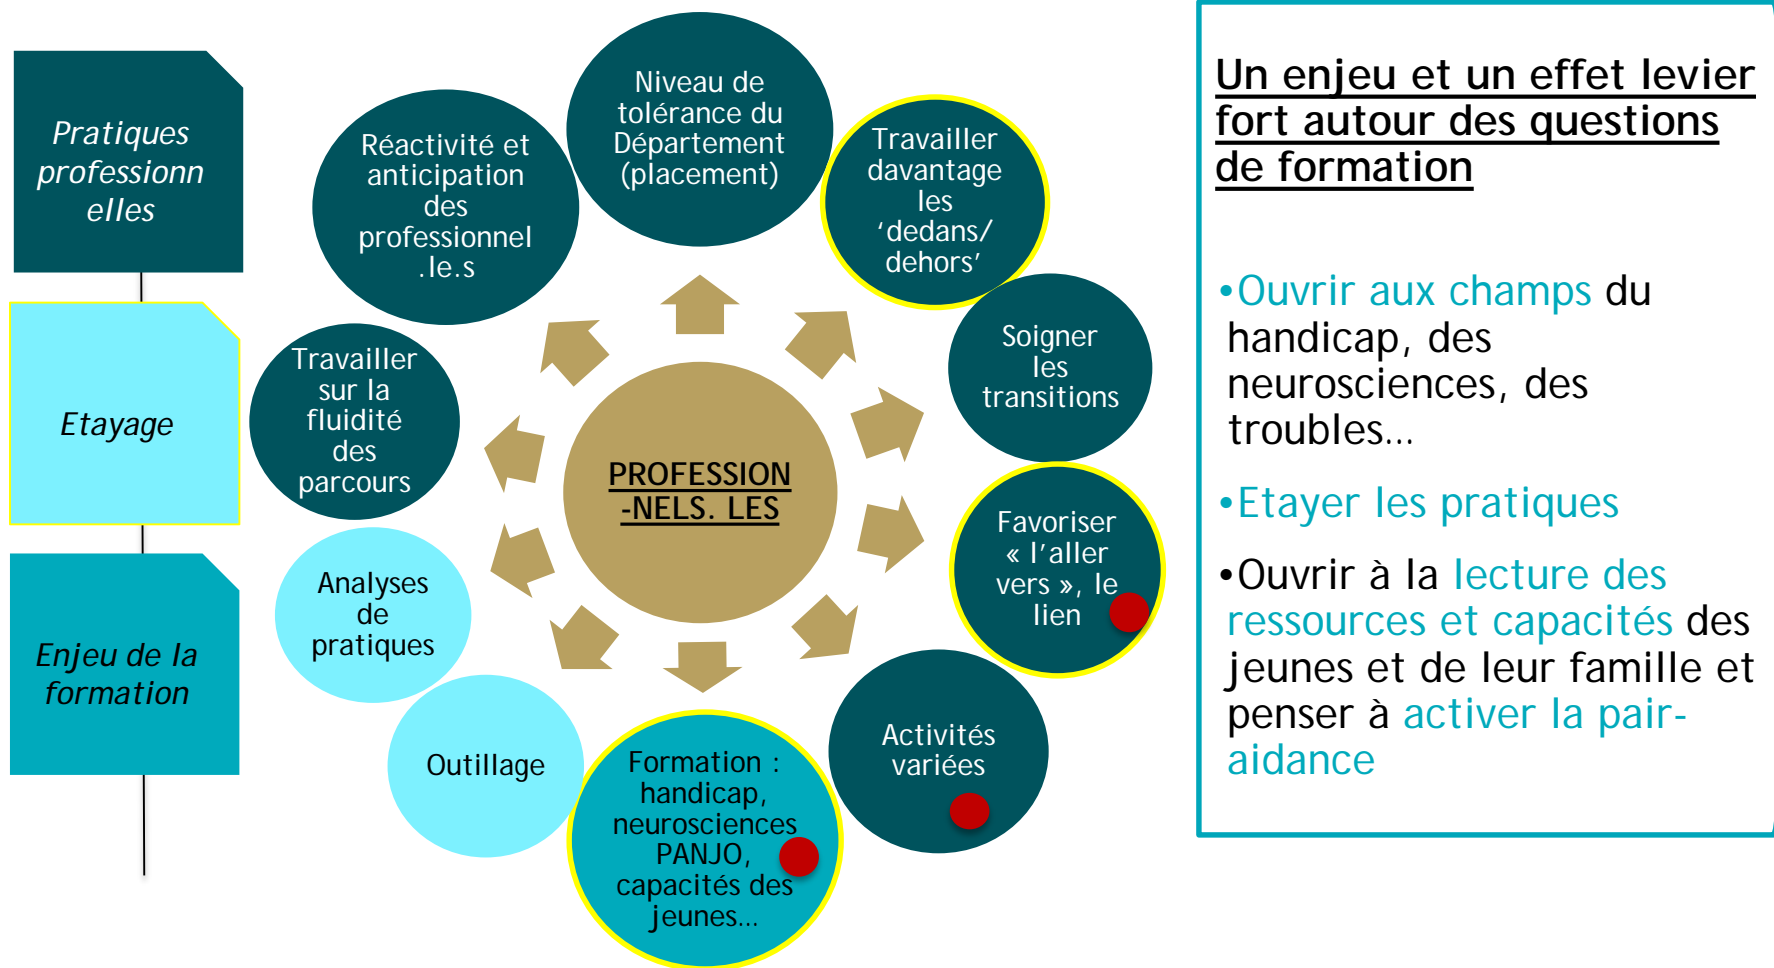 Pratiques
professionn
elles
Etayage
Enjeu de la
formation
Niveau de
tolérance du
Département
(placement)
Travailler
davantage
les
‘dedans/
dehors’
Soigner
les
transitions
Favoriser
« l’aller
vers », le
lien
Activités
variées
Formation :
handicap,
neurosciences
PANJO,
capacités des
jeunes…
Outillage
Analyses
de
pratiques
Travailler
sur la
fluidité
des
parcours
Réactivité et
anticipation
des
professionnel
.le.s
PROFESSION
-NELS. LES
Un enjeu et un effet levier
fort autour des questions
de formation
•Ouvrir aux champs du
handicap, des
neurosciences, des
troubles…
•Etayer les pratiques
•Ouvrir à la lecture des
ressources et capacités des
jeunes et de leur famille et
penser à activer la pair-
aidance